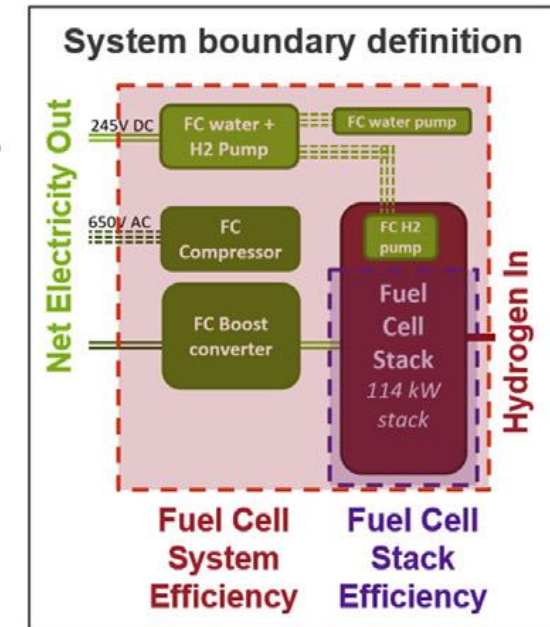 System boundary definition
Net Electricity Out
245V DC
FC water +
H2 Pump
FC water pump
650V AC
FC
Compressor
FC H2
pump
FC Boost
converter
Fuel
Cell
Stack
114 kW
stack
Hydrogen In
Fuel Cell
System
Efficiency
Fuel Cell
Stack
Efficiency